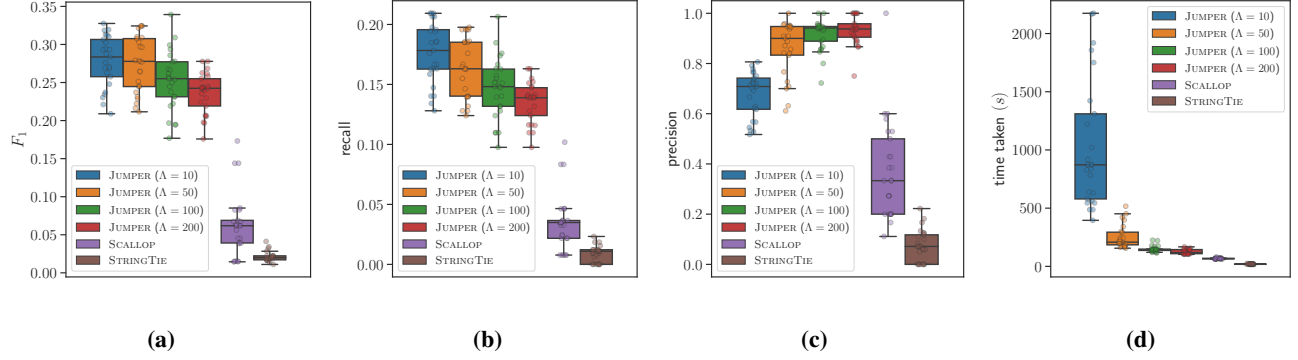 0.35
0.30
0.25
0.20
0.15
0.10
0.05
0.00
F₁
JUMPER (Λ = 10)
JUMPER (Λ = 50)
JUMPER (Λ = 100)
JUMPER (Λ = 200)
SCALLOP
STRINGTIE
(a)
0.20
0.15
0.10
0.05
0.00
recall
JUMPER (Λ = 10)
JUMPER (Λ = 50)
JUMPER (Λ = 100)
JUMPER (Λ = 200)
SCALLOP
STRINGTIE
(b)
1.0
0.8
0.6
0.4
0.2
0.0
precision
JUMPER (Λ = 10)
JUMPER (Λ = 50)
JUMPER (Λ = 100)
JUMPER (Λ = 200)
SCALLOP
STRINGTIE
(c)
2000
1500
1000
500
0
time taken (s)
JUMPER (Λ = 10)
JUMPER (Λ = 50)
JUMPER (Λ = 100)
JUMPER (Λ = 200)
SCALLOP
STRINGTIE
(d)